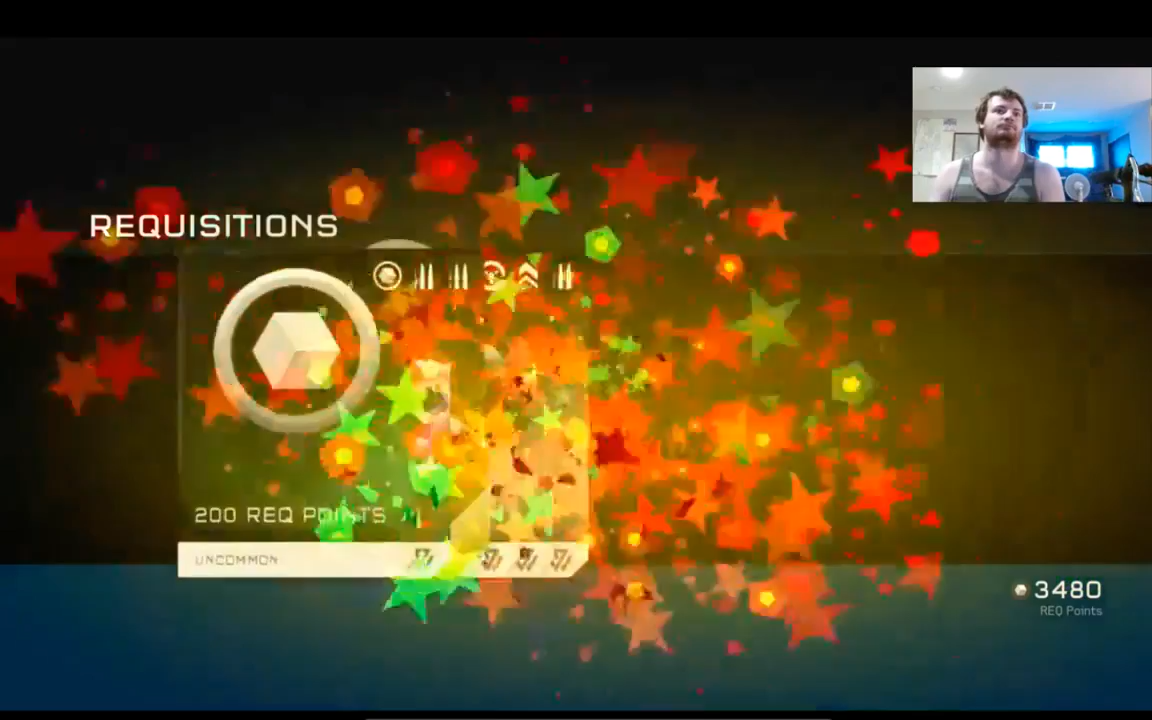 REQUISITIONS
200 REQ POINTS
UNCOMMON
3480
REQ Points